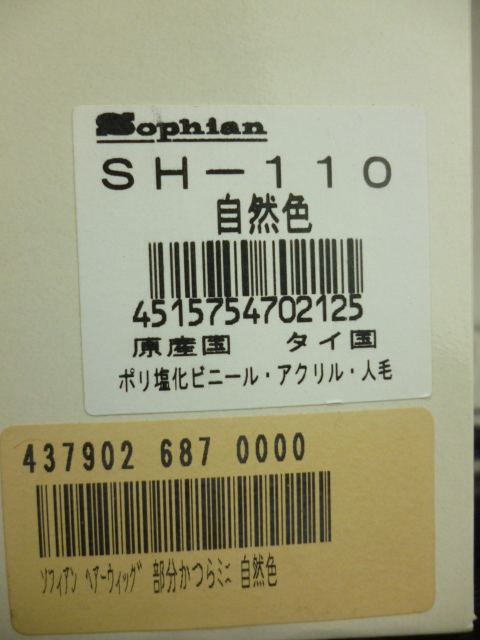 Sophian
SH-110
自然色
4515754702125
原産国 タイ国
ポリ塩化ビニール・アクリル・人毛
437902 687 0000
ｿﾌｨｱﾝ ﾍｱｰｳｨｯｸﾞ 部分かつらﾐﾆ 自然色